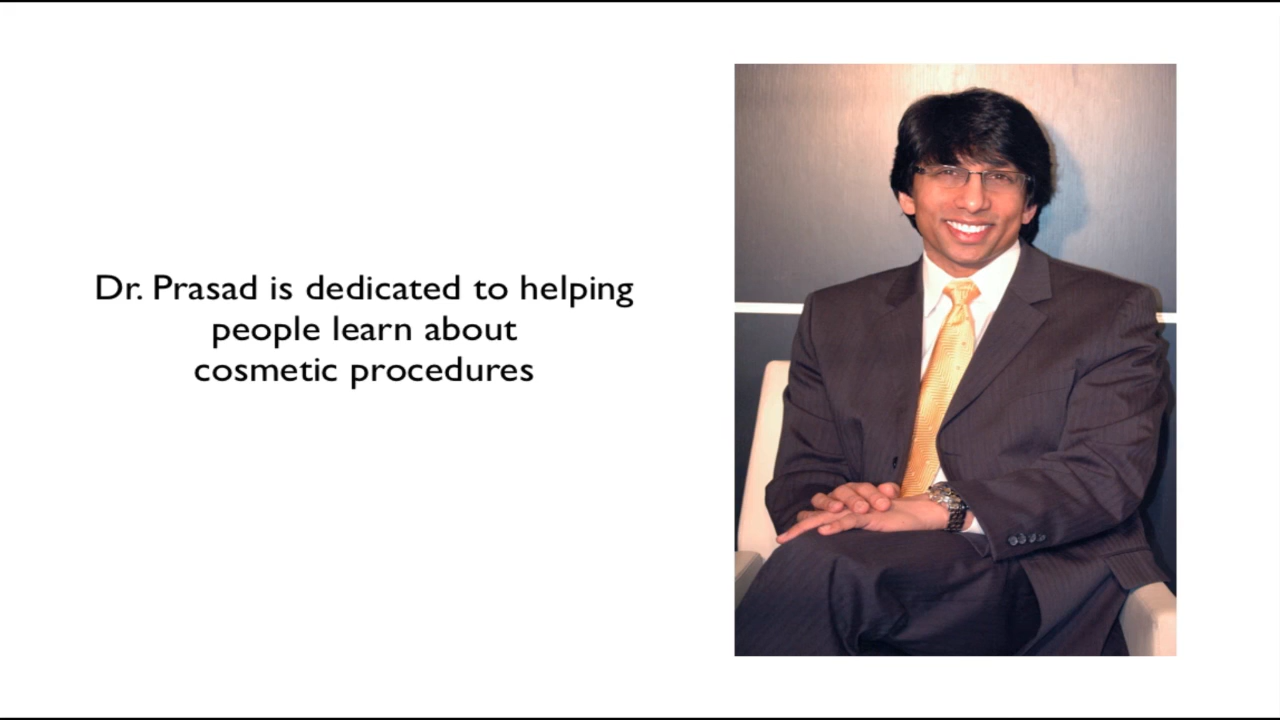 Dr. Prasad is dedicated to helping
people learn about
cosmetic procedures